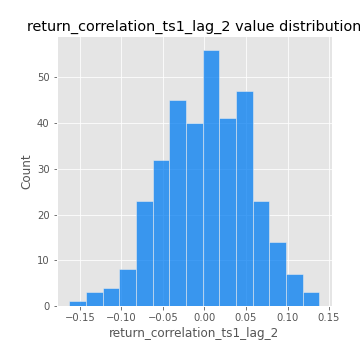 return_correlation_ts1_lag_2 value distribution
50
40
30
20
10
0
Count
−0.15 −0.10 −0.05 0.00 0.05 0.10 0.15
return_correlation_ts1_lag_2